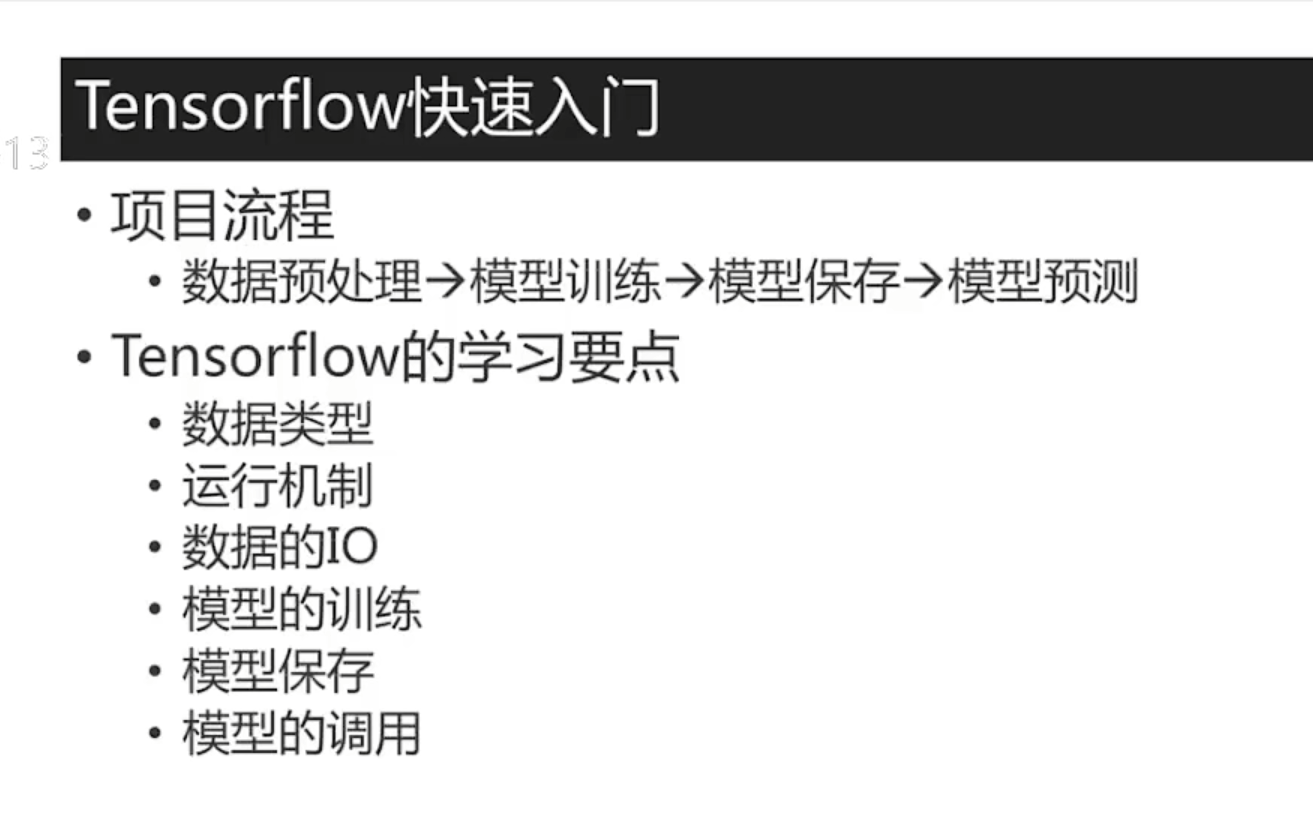 Tensorflow快速入门
13
• 项目流程
• 数据预处理→模型训练→模型保存→模型预测
• Tensorflow的学习要点
• 数据类型
• 运行机制
• 数据的IO
• 模型的训练
• 模型保存
• 模型的调用